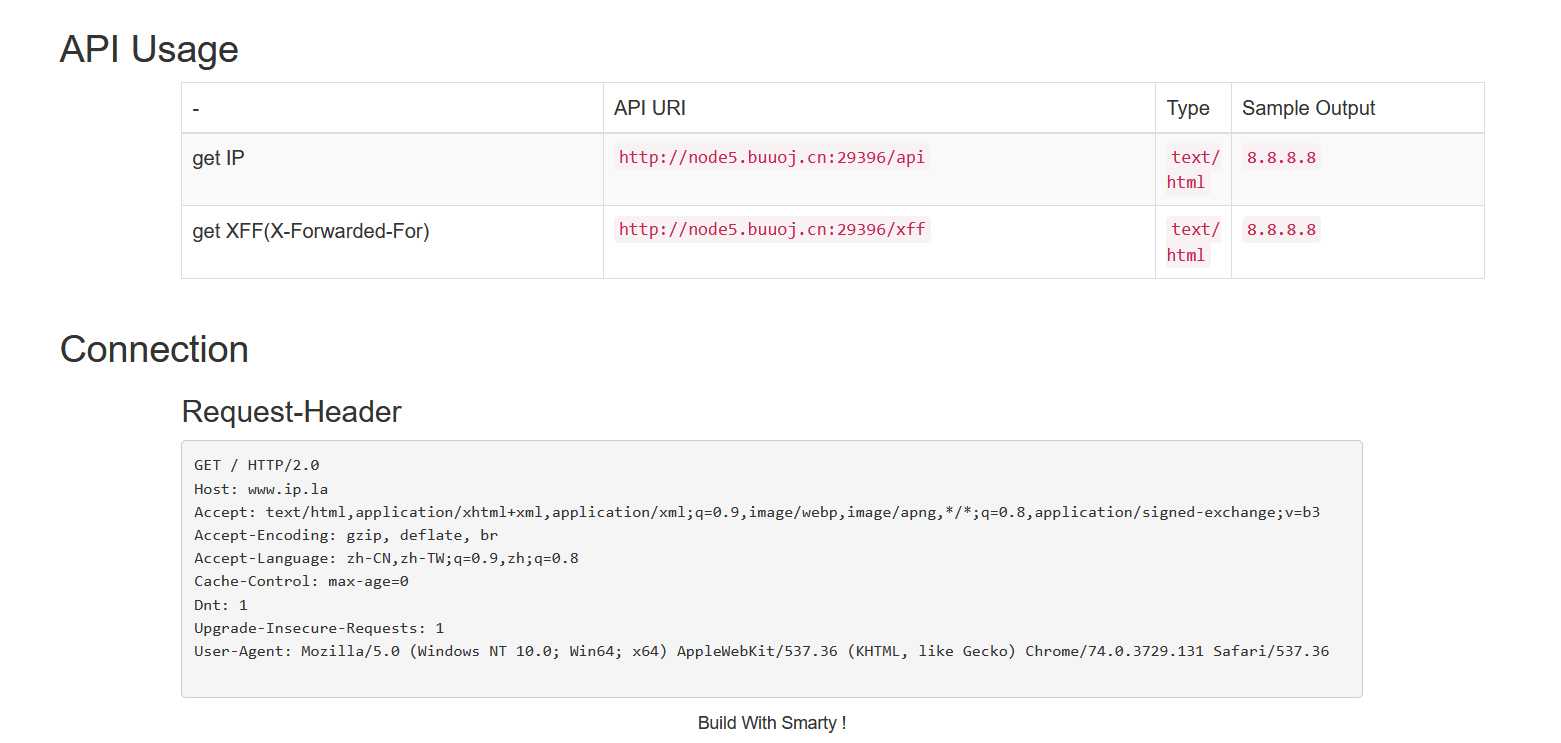 API Usage
- API URI Type Sample Output
get IP http://node5.buuoj.cn:29396/api text/ 8.8.8.8
html
get XFF(X-Forwarded-For) http://node5.buuoj.cn:29396/xff text/ 8.8.8.8
html
Connection
Request-Header
GET / HTTP/2.0
Host: www.ip.la
Accept: text/html,application/xhtml+xml,application/xml;q=0.9,image/webp,image/apng,*/*;q=0.8,application/signed-exchange;v=b3
Accept-Encoding: gzip, deflate, br
Accept-Language: zh-CN,zh-TW;q=0.9,zh;q=0.8
Cache-Control: max-age=0
Dnt: 1
Upgrade-Insecure-Requests: 1
User-Agent: Mozilla/5.0 (Windows NT 10.0; Win64; x64) AppleWebKit/537.36 (KHTML, like Gecko) Chrome/74.0.3729.131 Safari/537.36
Build With Smarty !